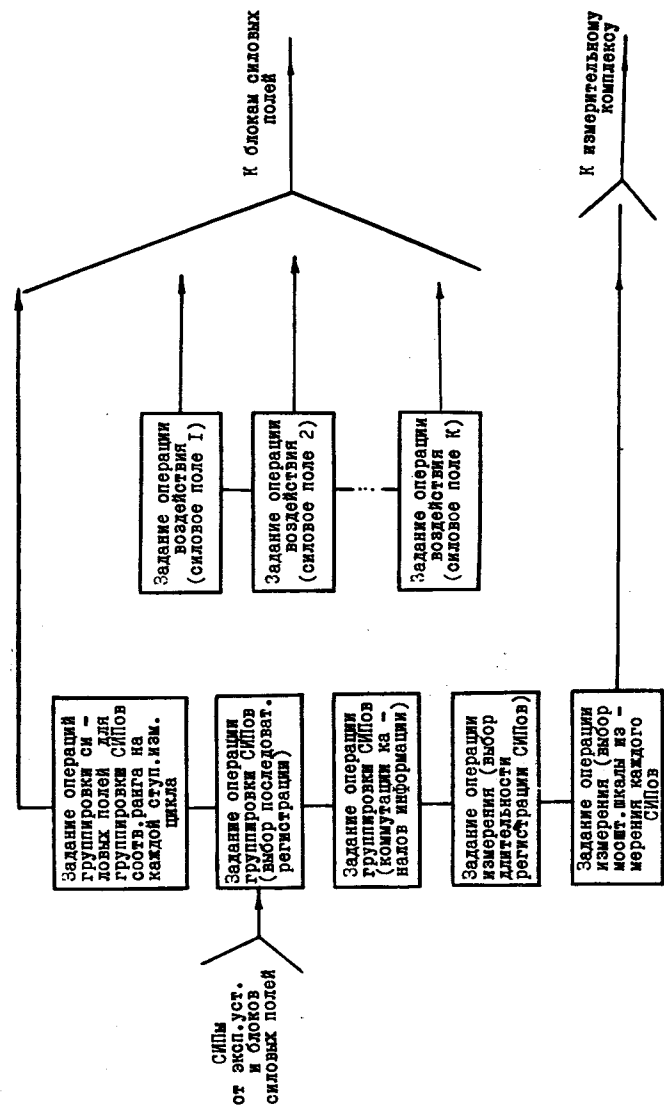 К блокам силовых
полей
К измерительному
комплексу
Задание операции
воздействия
(силовое поле I)
Задание операции
воздействия
(силовое поле 2)
...
Задание операции
воздействия
(силовое поле К)
Задание операций
группировки си -
ловых полей для
группировки СИПов
соотв.ранга на
каждой ступ.изм.
цикла
Задание операции
группировки СИПов
(выбор последоват.
регистрации)
Задание операции
группировки СИПов
(коммутации ка -
налов информации)
Задание операции
измерения (выбор
длительности
регистрации СИПов)
Задание операции
измерения (выбор
мосшт.шкалы из -
мерения каждого
СИПов
СИПы
от эксп.уст.
и блоков
силовых полей